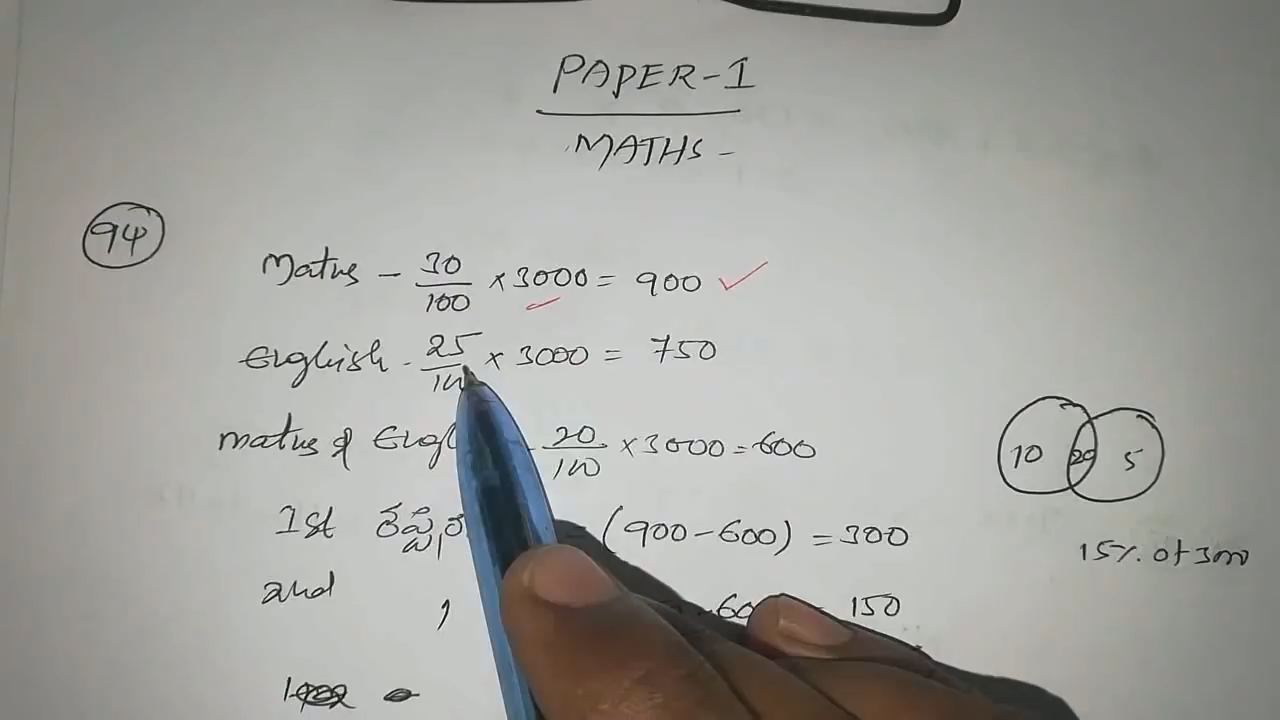 PAPER-1
MATHS-
94
Maths - 30/100 × 3000 = 900 ✓
English - 25/100 × 3000 = 750
maths & 20/100 × 3000 = 600
1st (900-600) = 300
and , 150
10 20 5
15% of 3000